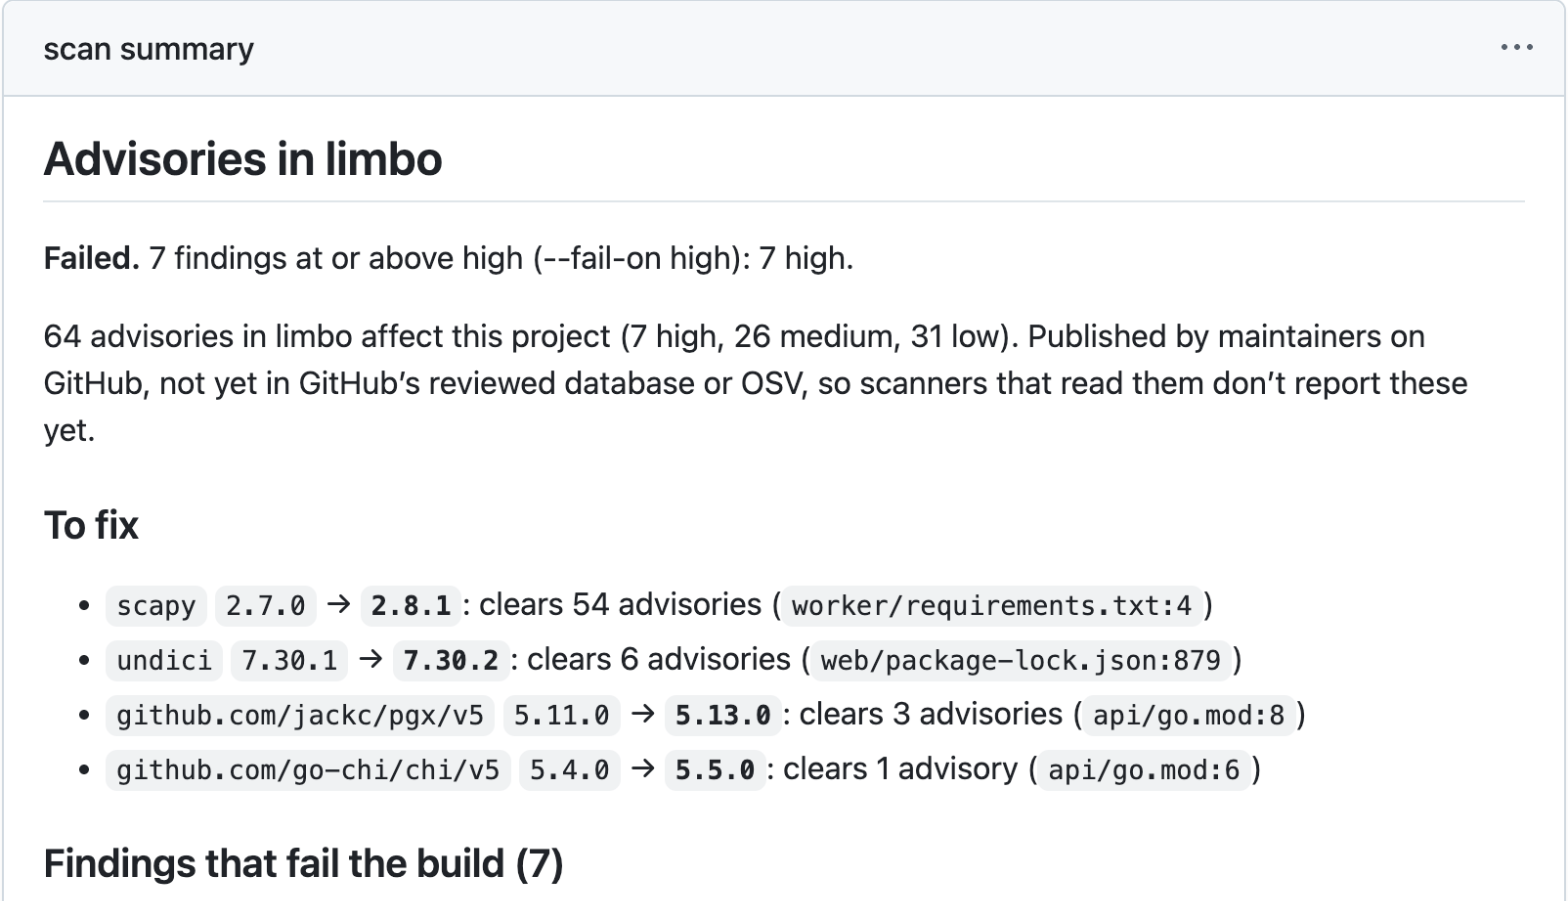 scan summary
Advisories in limbo
Failed. 7 findings at or above high (--fail-on high): 7 high.
64 advisories in limbo affect this project (7 high, 26 medium, 31 low). Published by maintainers on
GitHub, not yet in GitHub’s reviewed database or OSV, so scanners that read them don’t report these
yet.
To fix
• scapy 2.7.0 → 2.8.1: clears 54 advisories (worker/requirements.txt:4)
• undici 7.30.1 → 7.30.2: clears 6 advisories (web/package-lock.json:879)
• github.com/jackc/pgx/v5 5.11.0 → 5.13.0: clears 3 advisories (api/go.mod:8)
• github.com/go-chi/chi/v5 5.4.0 → 5.5.0: clears 1 advisory (api/go.mod:6)
Findings that fail the build (7)